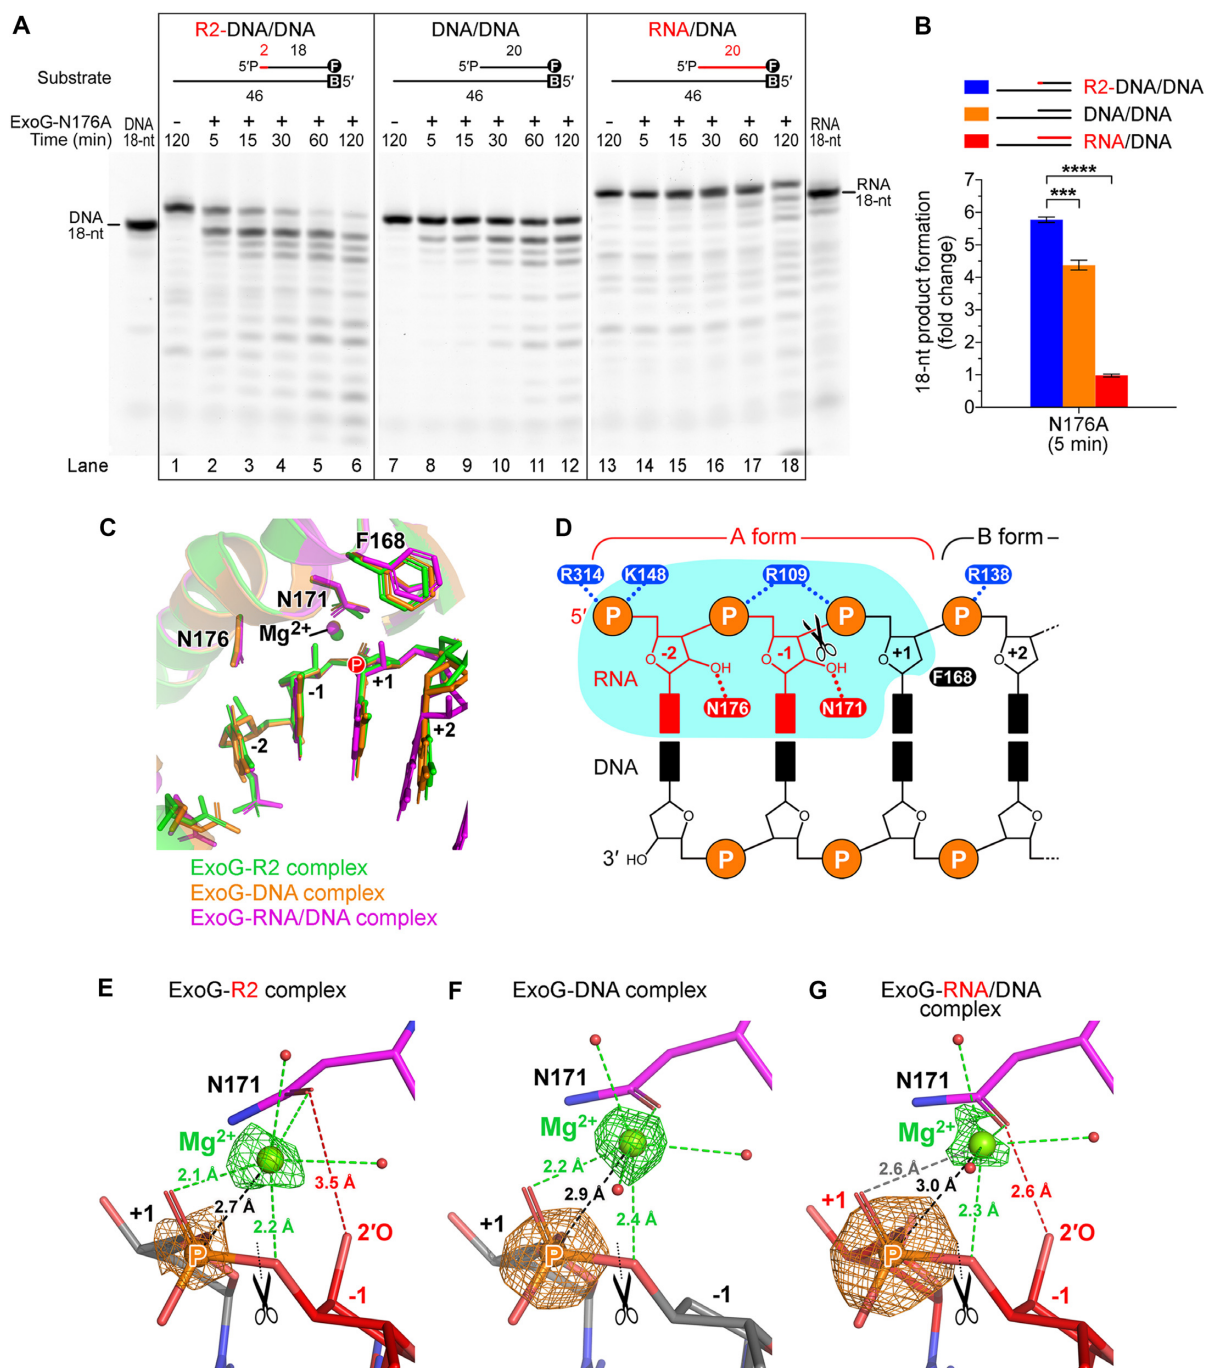 A
R2-DNA/DNA
DNA/DNA
RNA/DNA
2 18
20
20
5′P F
5′P F
5′P F
Substrate
B 5′
B 5′
B 5′
46
46
46
ExoG-N176A
- + + + + +
- + + + + +
- + + + + +
Time (min)
DNA 18-nt
120 5 15 30 60 120
120 5 15 30 60 120
120 5 15 30 60 120
RNA 18-nt
DNA
18-nt
RNA
18-nt
Lane
1 2 3 4 5 6 7 8 9 10 11 12 13 14 15 16 17 18
B
R2-DNA/DNA
DNA/DNA
RNA/DNA
18-nt product formation
(fold change)
7
6
5
4
3
2
1
0
****
***
N176A
(5 min)
C
F168
N171
N176
Mg2+
P
-1
+1
-2
+2
ExoG-R2 complex
ExoG-DNA complex
ExoG-RNA/DNA complex
D
A form
B form
R314
K148
R109
R138
5′
P P P P
-2 -1 +1 +2
O O O O
OH OH
RNA
F168
N176
N171
DNA
O O O O
3′ HO
P P P
E
ExoG-R2 complex
N171
Mg2+
2.1 Å
3.5 Å
2.7 Å
2.2 Å
+1
P
2′O
-1
F
ExoG-DNA complex
N171
Mg2+
2.2 Å
2.9 Å
2.4 Å
+1
P
-1
G
ExoG-RNA/DNA
complex
N171
Mg2+
2.6 Å
3.0 Å
2.6 Å
2.3 Å
+1
P
2′O
-1